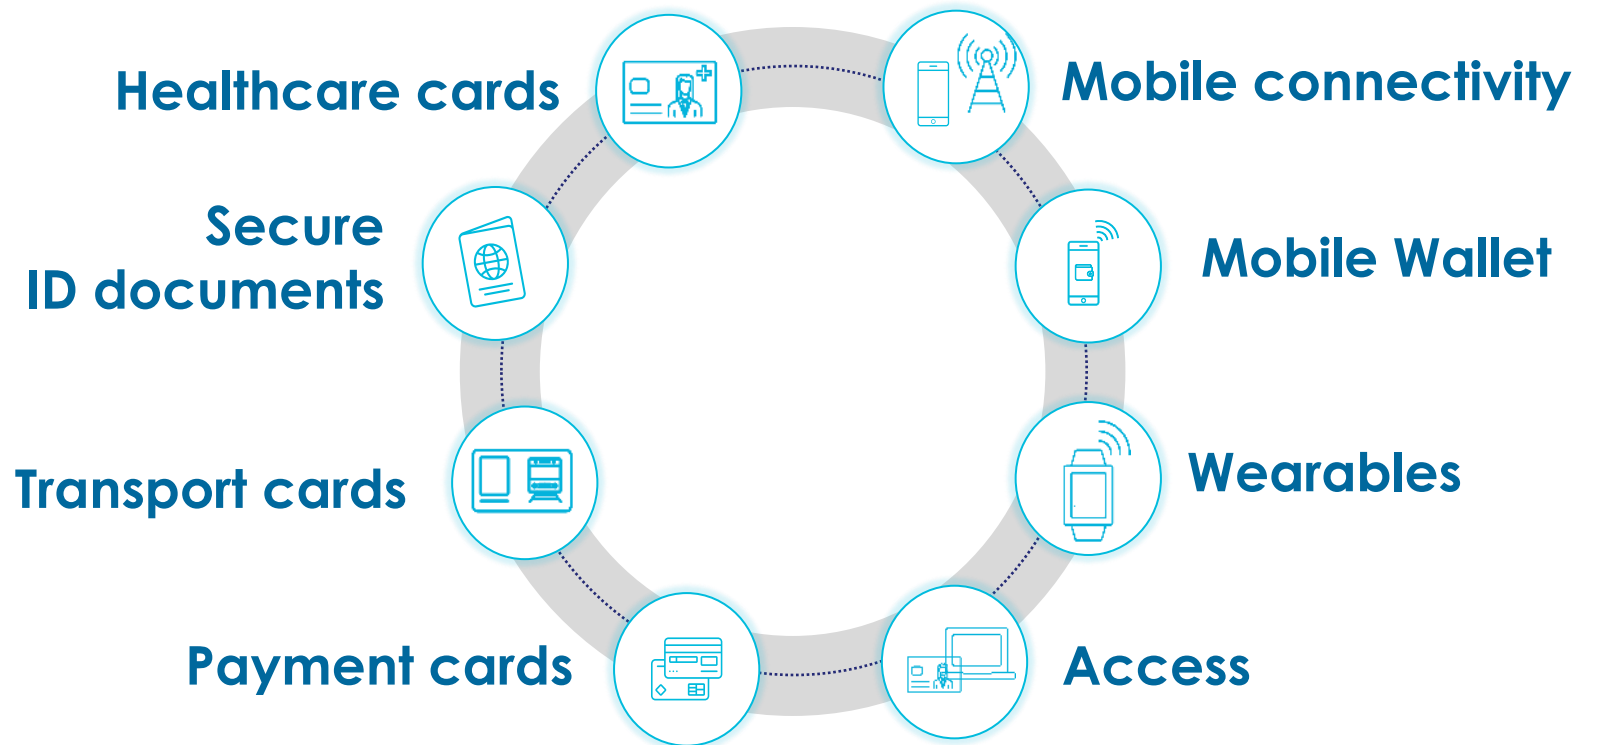 Healthcare cards
Mobile connectivity
Secure
ID documents
Mobile Wallet
Transport cards
Wearables
Payment cards
Access